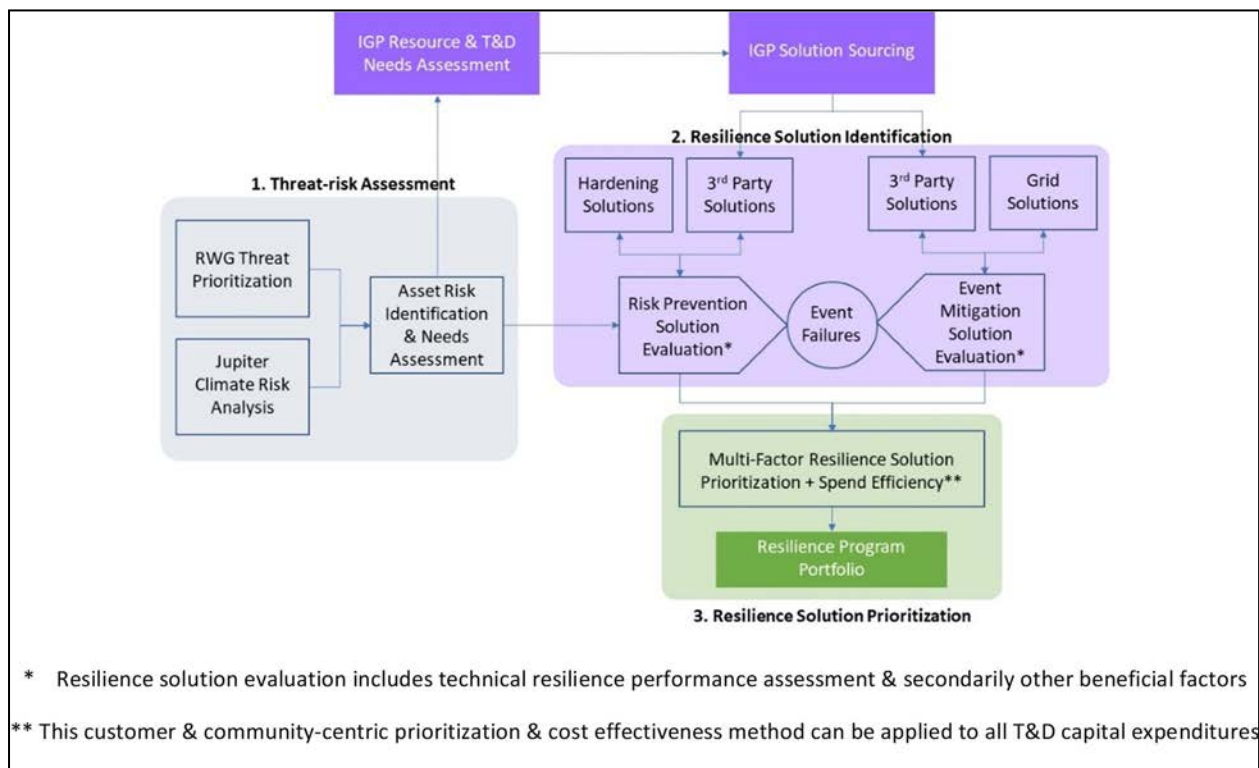 IGP Resource & T&D
Needs Assessment
IGP Solution Sourcing
2. Resilience Solution Identification
1. Threat-risk Assessment
Hardening
Solutions
3rd Party
Solutions
3rd Party
Solutions
Grid
Solutions
RWG Threat
Prioritization
Jupiter
Climate Risk
Analysis
Asset Risk
Identification
& Needs
Assessment
Risk Prevention
Solution
Evaluation*
Event
Failures
Event
Mitigation
Solution
Evaluation*
Multi-Factor Resilience Solution
Prioritization + Spend Efficiency**
Resilience Program
Portfolio
3. Resilience Solution Prioritization
* Resilience solution evaluation includes technical resilience performance assessment & secondarily other beneficial factors
** This customer & community-centric prioritization & cost effectiveness method can be applied to all T&D capital expenditures